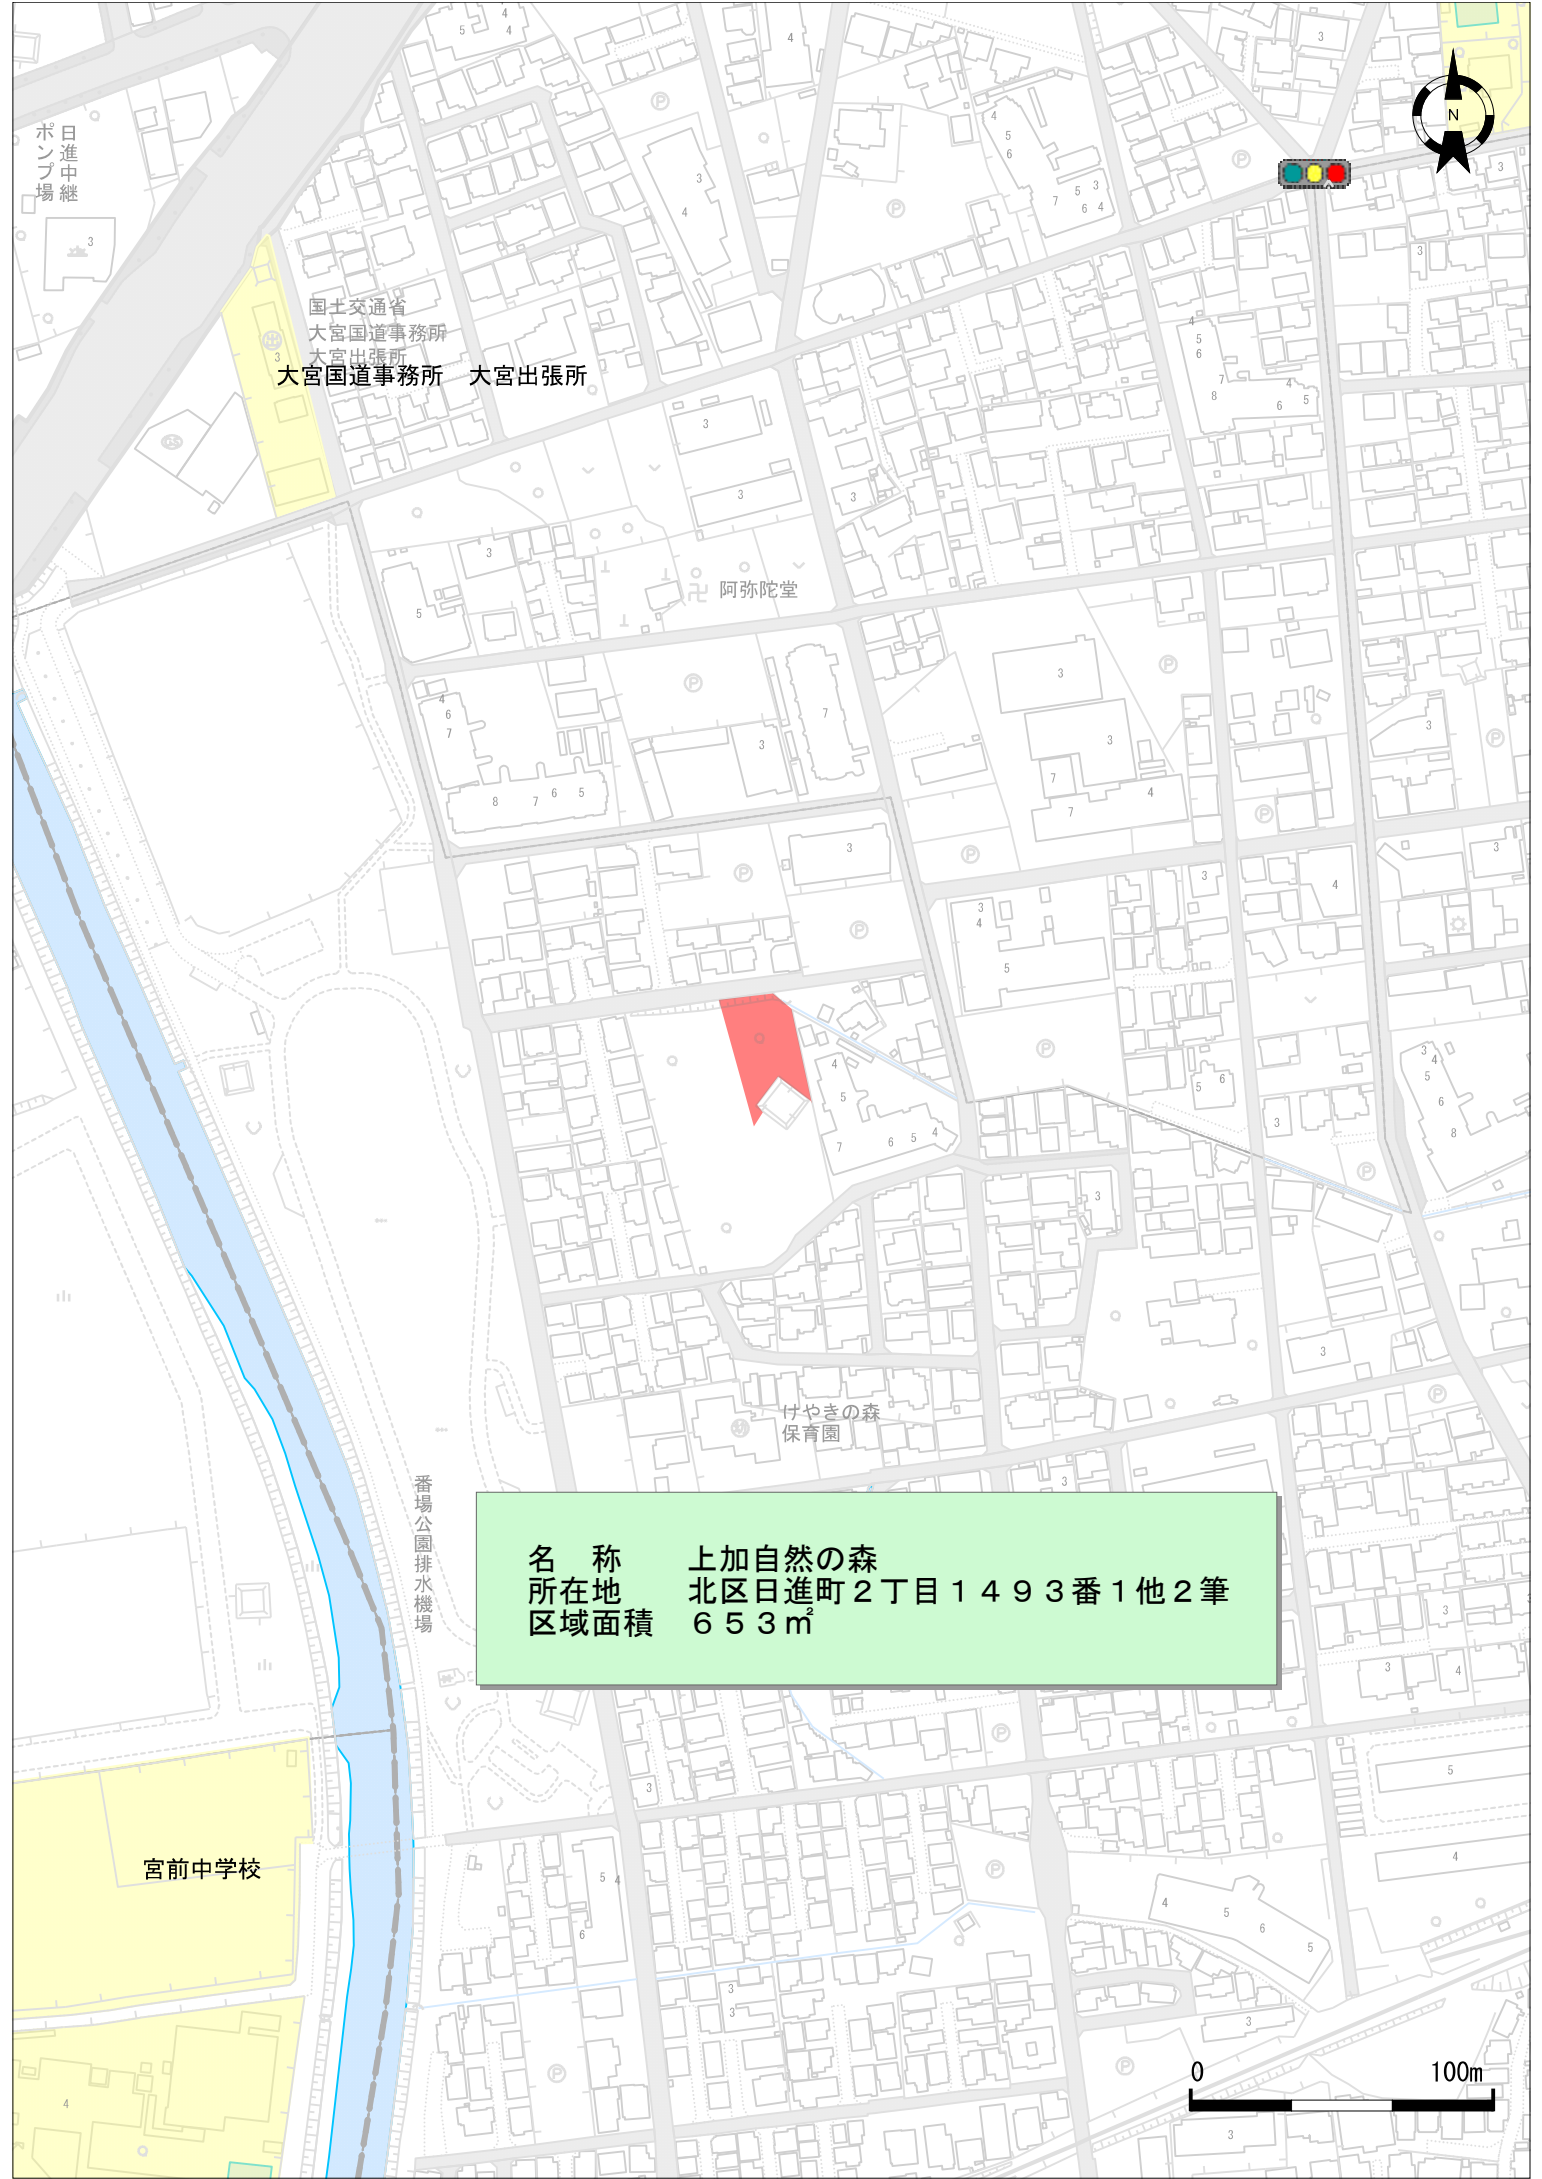 N
日進中継
ポンプ場
国土交通省
大宮国道事務所
大宮出張所
大宮国道事務所　大宮出張所
阿弥陀堂
けやきの森
保育園
番場公園排水機場
名　称　　上加自然の森
所在地　　北区日進町２丁目１４９３番１他２筆
区域面積　６５３㎡
宮前中学校
0　100m